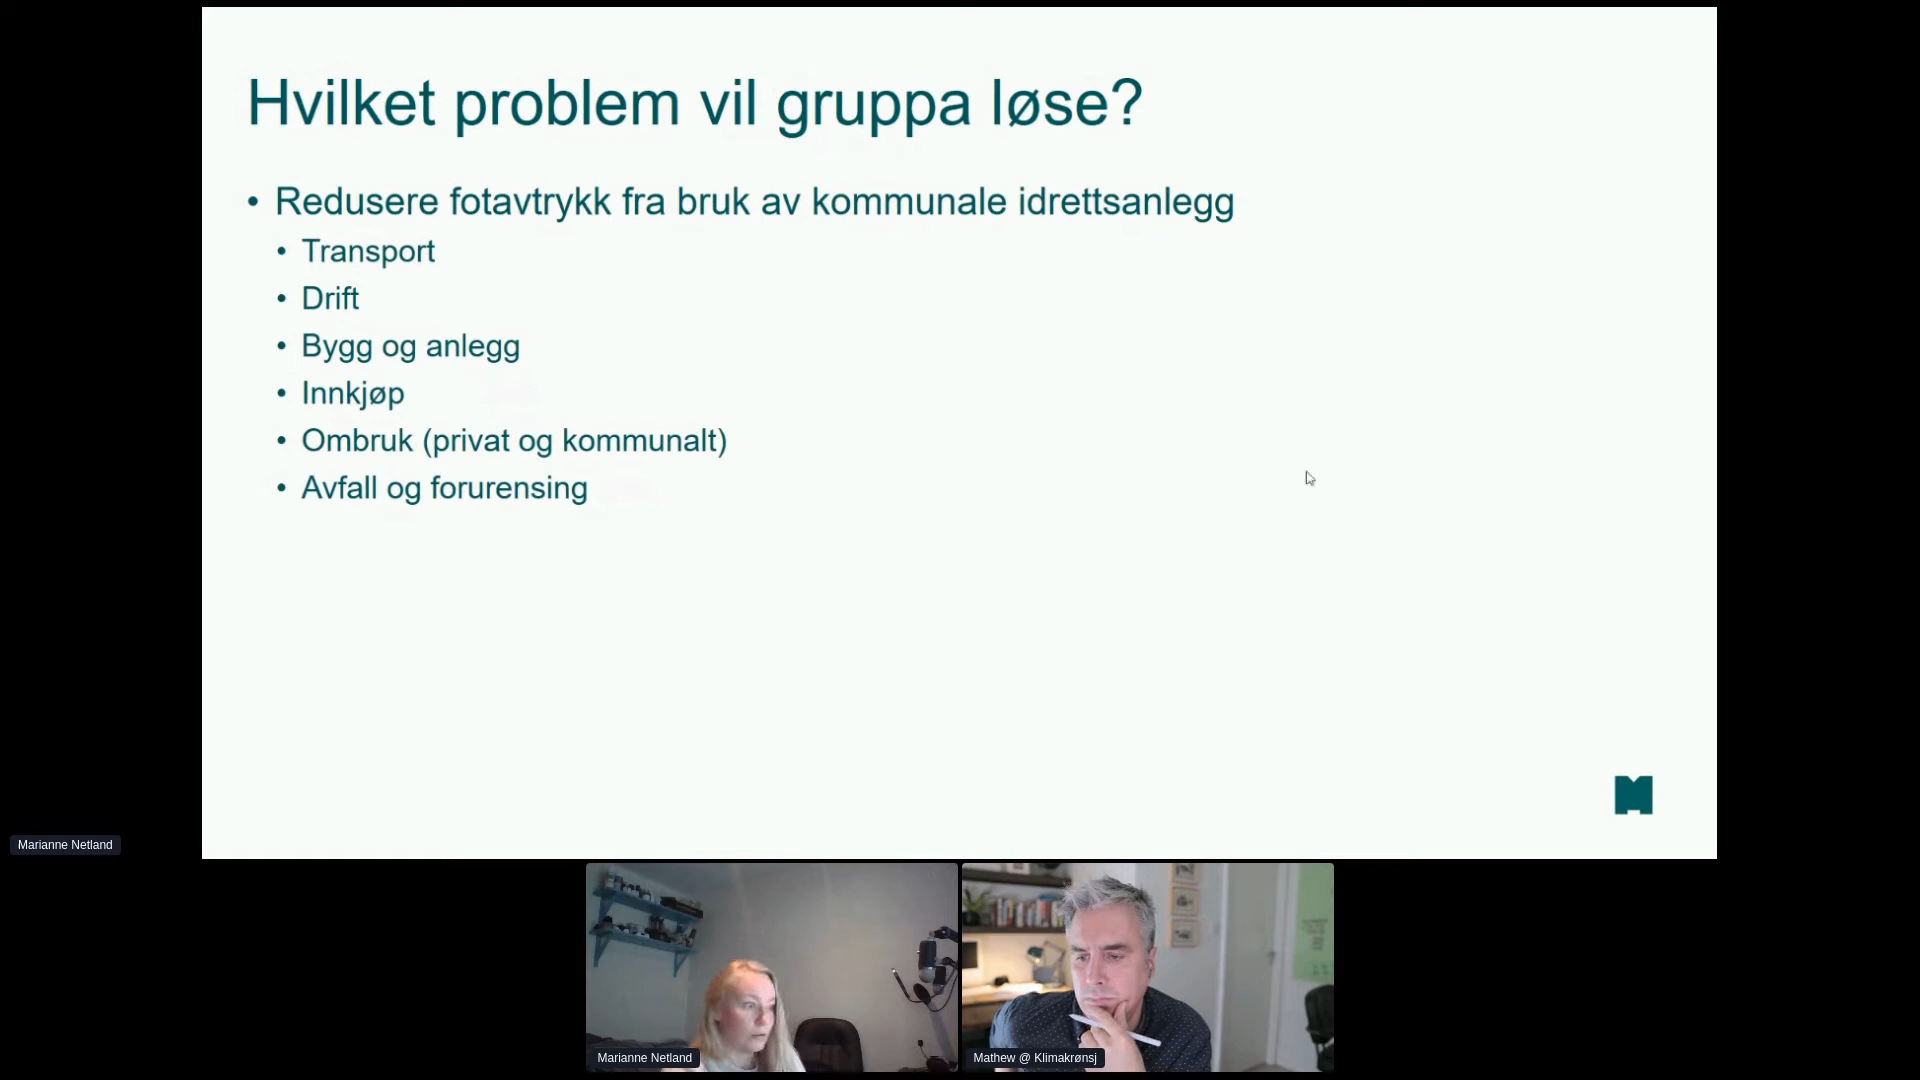 Hvilket problem vil gruppa løse?
• Redusere fotavtrykk fra bruk av kommunale idrettsanlegg
• Transport
• Drift
• Bygg og anlegg
• Innkjøp
• Ombruk (privat og kommunalt)
• Avfall og forurensing
Marianne Netland
Marianne Netland
Mathew @ Klimakrønsj